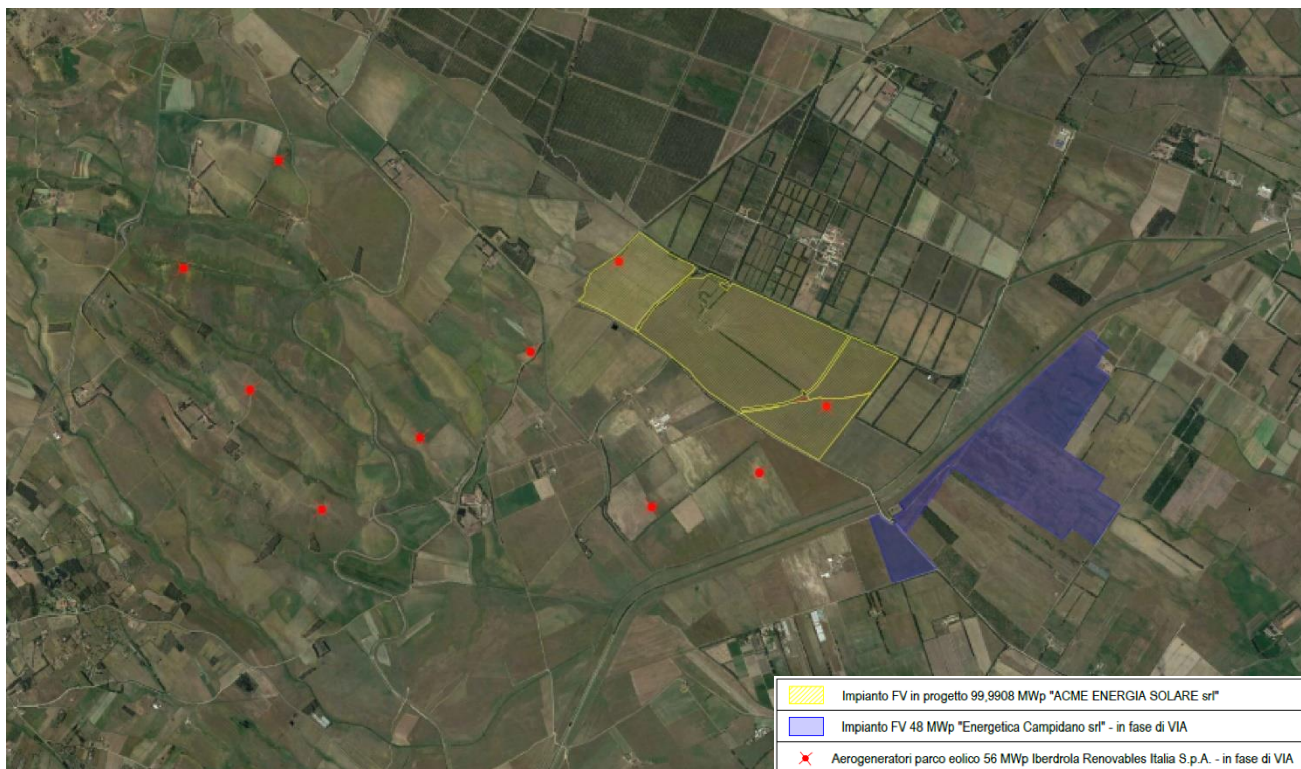 Impianto FV in progetto 99,9908 MWp "ACME ENERGIA SOLARE srl"
Impianto FV 48 MWp "Energetica Campidano srl" - in fase di VIA
Aerogeneratori parco eolico 56 MWp Iberdrola Renovables Italia S.p.A. - in fase di VIA